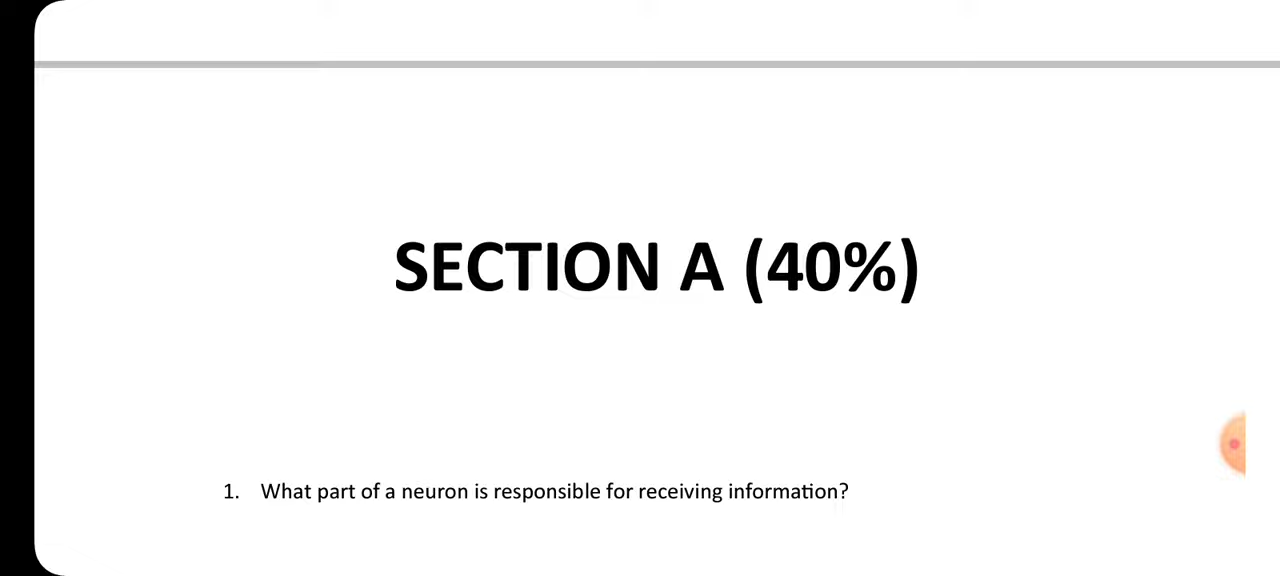 SECTION A (40%)
1. What part of a neuron is responsible for receiving information?